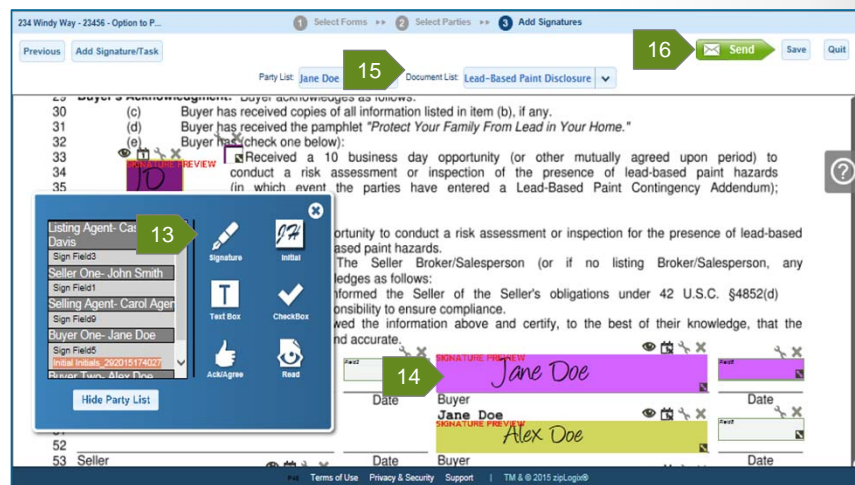 234 Windy Way - 23456 - Option to P...
1 Select Forms 2 Select Parties 3 Add Signatures
Previous Add Signature/Task
16 Send Save Quit
Party List: Jane Doe 15 Document List: Lead-Based Paint Disclosure
29 Buyer's Acknowledgment: Buyer acknowledges as follows:
30 (c) Buyer has received copies of all information listed in item (b), if any.
31 (d) Buyer has received the pamphlet "Protect Your Family From Lead in Your Home."
32 (e) Buyer has (check one below):
33 Received a 10 business day opportunity (or other mutually agreed upon period) to
SIGNATURE PREVIEW
34 JD conduct a risk assessment or inspection of the presence of lead-based paint hazards
35 (in which event the parties have entered a Lead-Based Paint Contingency Addendum);
?
Listing Agent- Cas
Davis
Sign Field3
Seller One- John Smith
Sign Field1
Selling Agent- Carol Agen
Sign Field9
Buyer One- Jane Doe
Sign Field5
Initial Initials_292015174027
Buyer Two- Alex Doe
Hide Party List
13
Signature
JH Initial
T Text Box
CheckBox
Ack/Agree
Read
ortunity to conduct a risk assessment or inspection for the presence of lead-based
ased paint hazards.
The Seller Broker/Salesperson (or if no listing Broker/Salesperson, any
ledges as follows:
nformed the Seller of the Seller's obligations under 42 U.S.C. §4852(d)
onsibility to ensure compliance.
wed the information above and certify, to the best of their knowledge, that the
nd accurate.
14
SIGNATURE PREVIEW
Jane Doe
Date Buyer Date
Jane Doe
SIGNATURE PREVIEW
Alex Doe
52
53 Seller Date Buyer Date
Terms of Use Privacy & Security Support | TM & © 2015 zipLogix®